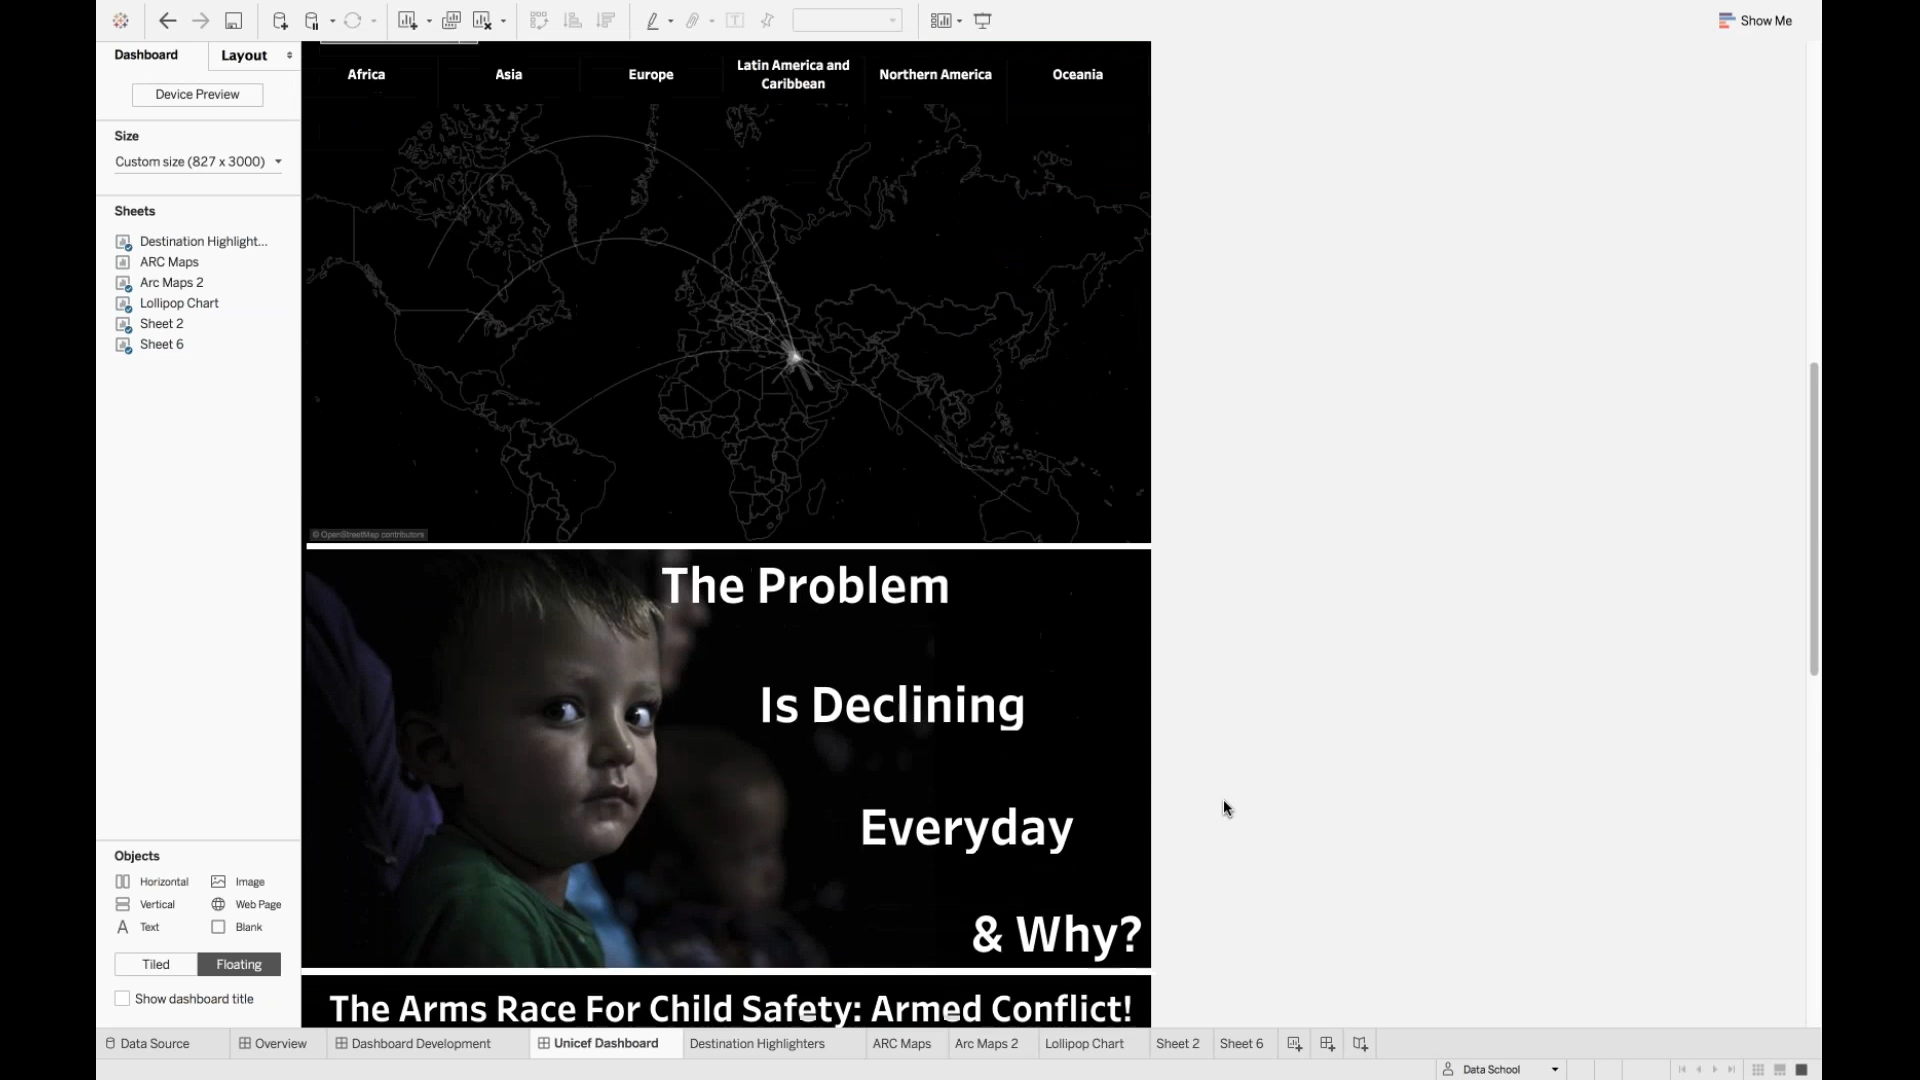 Show Me
Dashboard
Layout
Device Preview
Size
Custom size (827 x 3000)
Sheets
Destination Highlight...
ARC Maps
Arc Maps 2
Lollipop Chart
Sheet 2
Sheet 6
Objects
Horizontal
Image
Vertical
Web Page
Text
Blank
Tiled
Floating
Show dashboard title
Africa
Asia
Europe
Latin America and
Caribbean
Northern America
Oceania
© OpenStreetMap contributors
The Problem
Is Declining
Everyday
& Why?
The Arms Race For Child Safety: Armed Conflict!
Data Source
Overview
Dashboard Development
Unicef Dashboard
Destination Highlighters
ARC Maps
Arc Maps 2
Lollipop Chart
Sheet 2
Sheet 6
Data School